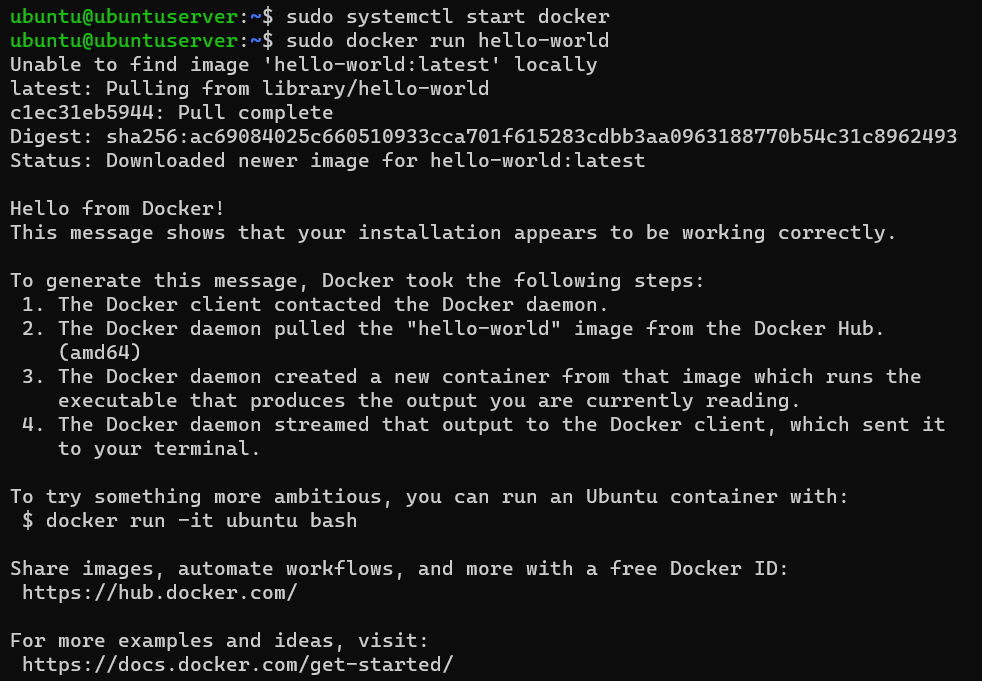 ubuntu@ubuntuserver:~$ sudo systemctl start docker
ubuntu@ubuntuserver:~$ sudo docker run hello-world
Unable to find image 'hello-world:latest' locally
latest: Pulling from library/hello-world
c1ec31eb5944: Pull complete
Digest: sha256:ac69084025c660510933cca701f615283cdbb3aa0963188770b54c31c8962493
Status: Downloaded newer image for hello-world:latest

Hello from Docker!
This message shows that your installation appears to be working correctly.

To generate this message, Docker took the following steps:
 1. The Docker client contacted the Docker daemon.
 2. The Docker daemon pulled the "hello-world" image from the Docker Hub.
    (amd64)
 3. The Docker daemon created a new container from that image which runs the
    executable that produces the output you are currently reading.
 4. The Docker daemon streamed that output to the Docker client, which sent it
    to your terminal.

To try something more ambitious, you can run an Ubuntu container with:
 $ docker run -it ubuntu bash

Share images, automate workflows, and more with a free Docker ID:
 https://hub.docker.com/

For more examples and ideas, visit:
 https://docs.docker.com/get-started/